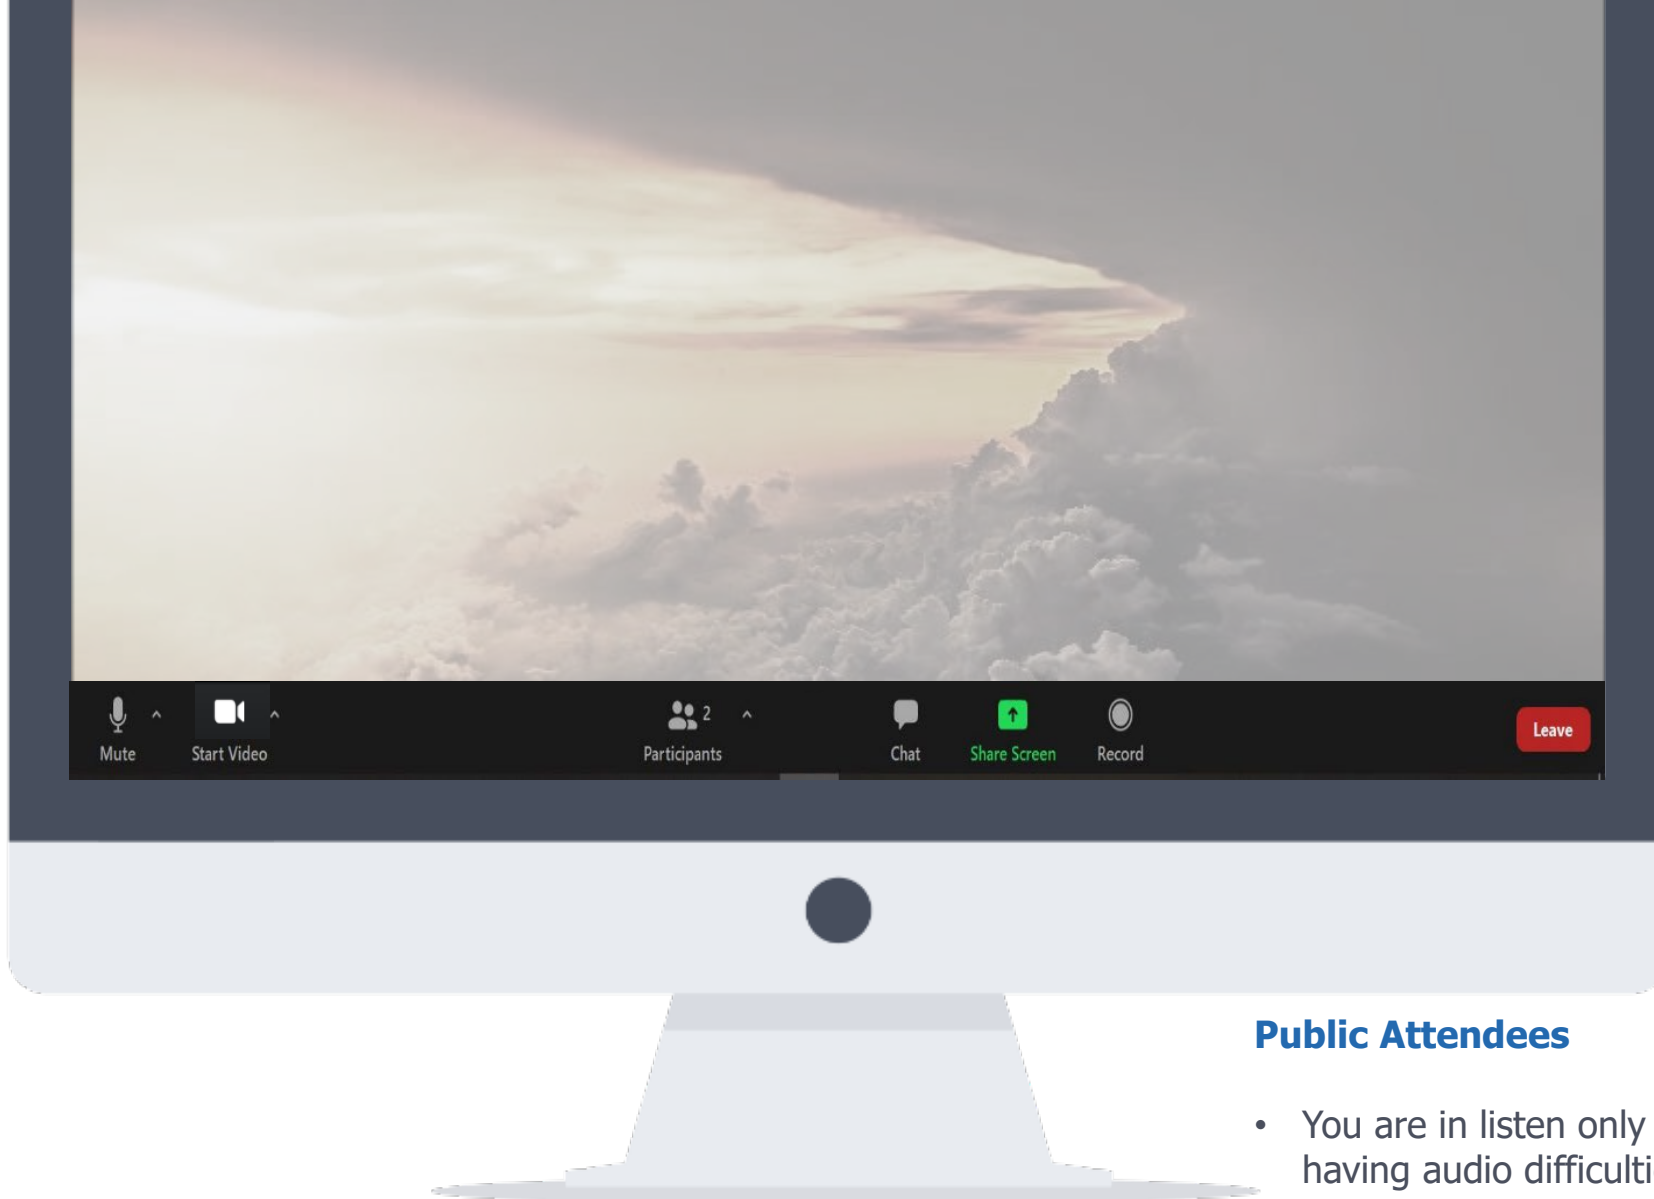 Mute
Start Video
2
Participants
Chat
Share Screen
Record
Leave
Public Attendees
• You are in listen only
having audio